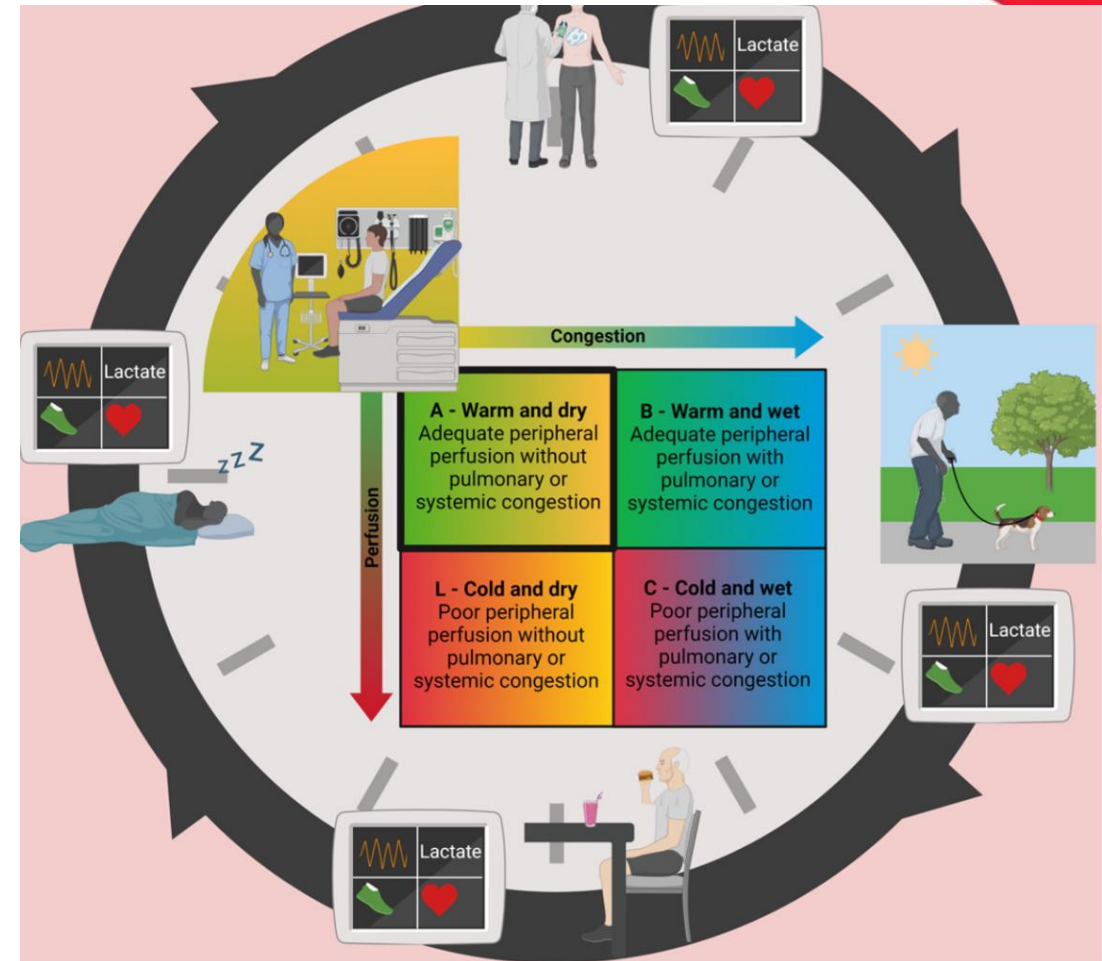 Lactate
Lactate
zzz
Congestion
Perfusion
A - Warm and dry
Adequate peripheral
perfusion without
pulmonary or
systemic congestion
B - Warm and wet
Adequate peripheral
perfusion with
pulmonary or
systemic congestion
L - Cold and dry
Poor peripheral
perfusion without
pulmonary or
systemic congestion
C - Cold and wet
Poor peripheral
perfusion with
pulmonary or
systemic congestion
Lactate
Lactate